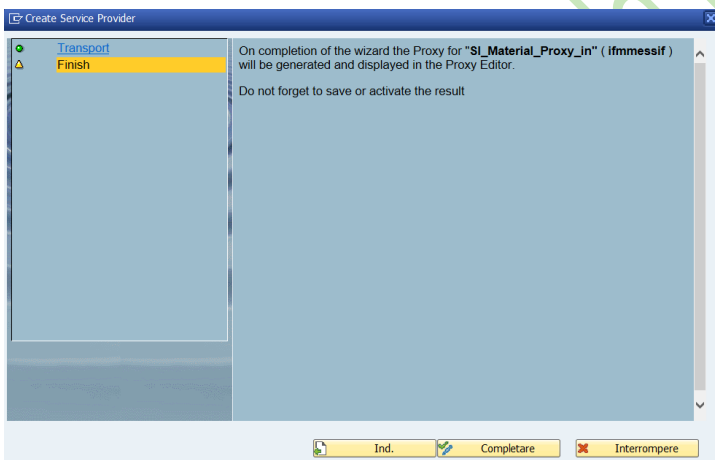 Create Service Provider
Transport
Finish
On completion of the wizard the Proxy for "SI_Material_Proxy_in" ( ifmmessif )
will be generated and displayed in the Proxy Editor.
Do not forget to save or activate the result
Ind.
Completare
Interrompere